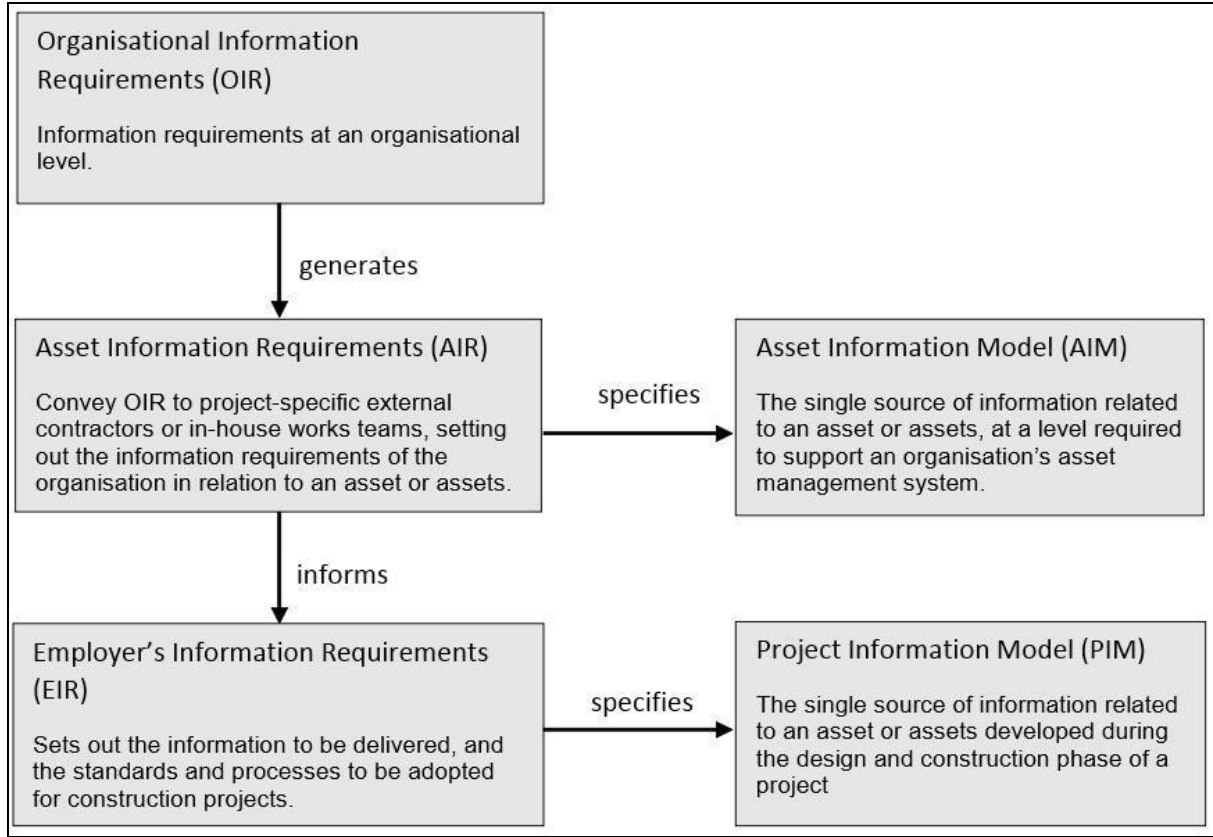 Organisational Information
Requirements (OIR)
Information requirements at an organisational
level.
generates
Asset Information Requirements (AIR)
Convey OIR to project-specific external
contractors or in-house works teams, setting
out the information requirements of the
organisation in relation to an asset or assets.
specifies
Asset Information Model (AIM)
The single source of information related
to an asset or assets, at a level required
to support an organisation’s asset
management system.
informs
Employer’s Information Requirements
(EIR)
Sets out the information to be delivered, and
the standards and processes to be adopted
for construction projects.
specifies
Project Information Model (PIM)
The single source of information related
to an asset or assets developed during
the design and construction phase of a
project